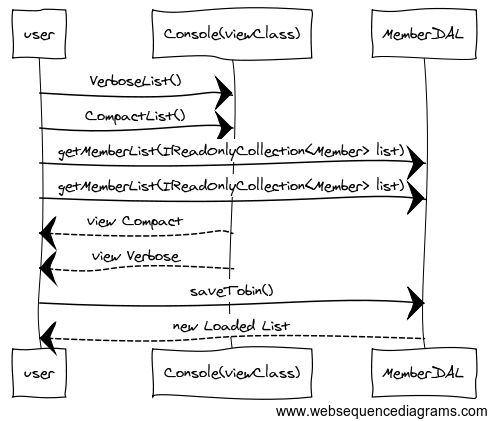 user
Console(viewClass)
MemberDAL
VerboseList()
CompactList()
getMemberList(IReadonlyCollection<Member> list)
getMemberList(IReadonlyCollection<Member> list)
view Compact
view Verbose
saveTobin()
new Loaded List
user
Console(viewClass)
MemberDAL
www.websequencediagrams.com